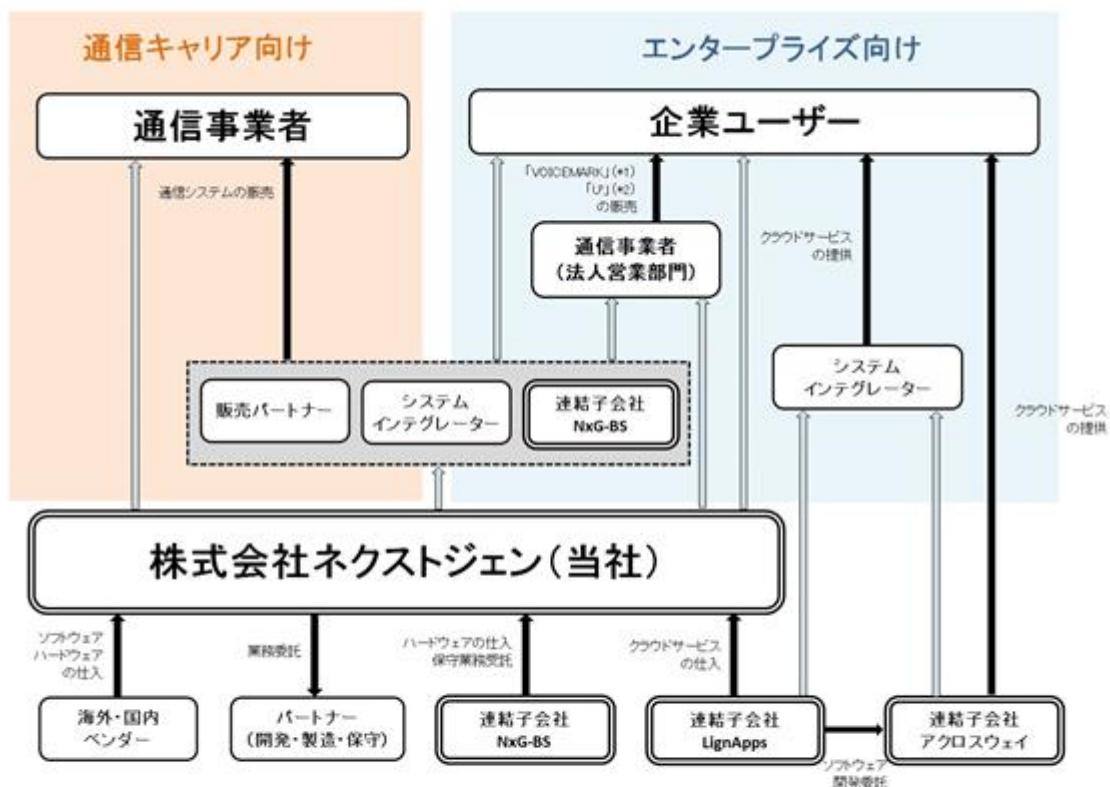 通信キャリア向け
エンタープライズ向け
通信事業者
企業ユーザー
通信システムの販売
「VOICEMARK」(*1)
「U³」(*2)
の販売
クラウドサービス
の提供
通信事業者
(法人営業部門)
システム
インテグレーター
販売パートナー
システム
インテグレーター
連結子会社
NxG-BS
クラウドサービス
の提供
株式会社ネクストジェン(当社)
ソフトウェア
ハードウェア
の仕入
業務委託
ハードウェアの仕入
保守業務受託
クラウドサービス
の仕入
海外・国内
ベンダー
パートナー
(開発・製造・保守)
連結子会社
NxG-BS
連結子会社
LignApps
連結子会社
アクロスウェイ
ソフトウェア
開発委託